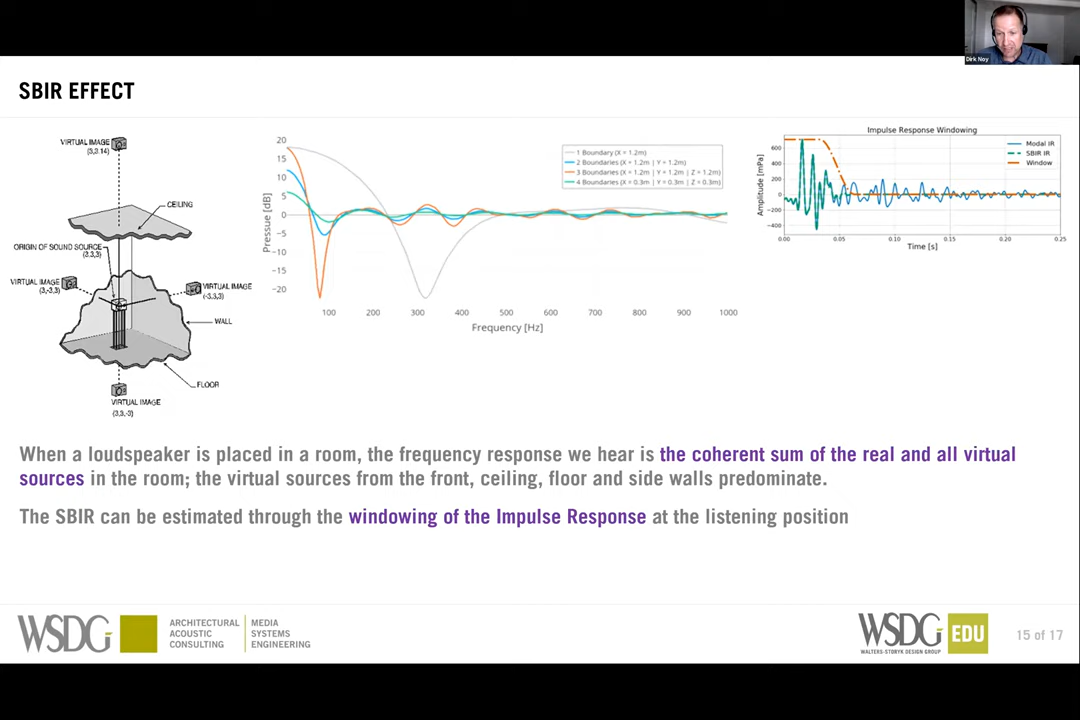 Dirk Noy
SBIR EFFECT
VIRTUAL IMAGE
CEILING
ORIGIN OF SOUND SOURCE
VIRTUAL IMAGE
(3,-3,3)
VIRTUAL IMAGE
(-3,3,3)
WALL
FLOOR
VIRTUAL IMAGE
(3,3,-3)
20
15
10
5
0
−5
−10
−15
−20
Pressue [dB]
100 200 300 400 500 600 700 800 900 1000
Frequency [Hz]
1 Boundary (X = 1.2m)
2 Boundaries (X = 1.2m | Y = 1.2m)
3 Boundaries (X = 1.2m | Y = 1.2m | Z = 1.2m)
4 Boundaries (X = 0.3m | Y = 0.3m | Z = 0.3m)
Impulse Response Windowing
Modal IR
SBIR IR
Window
600
400
200
0
−200
−400
Amplitude [mPa]
0.00 0.05 0.10 0.15 0.20 0.25
Time [s]
When a loudspeaker is placed in a room, the frequency response we hear is the coherent sum of the real and all virtual
sources in the room; the virtual sources from the front, ceiling, floor and side walls predominate.
The SBIR can be estimated through the windowing of the Impulse Response at the listening position
WSDG
ARCHITECTURAL
ACOUSTIC
CONSULTING
MEDIA
SYSTEMS
ENGINEERING
WSDG EDU
WALTERS-STORYK DESIGN GROUP
15 of 17